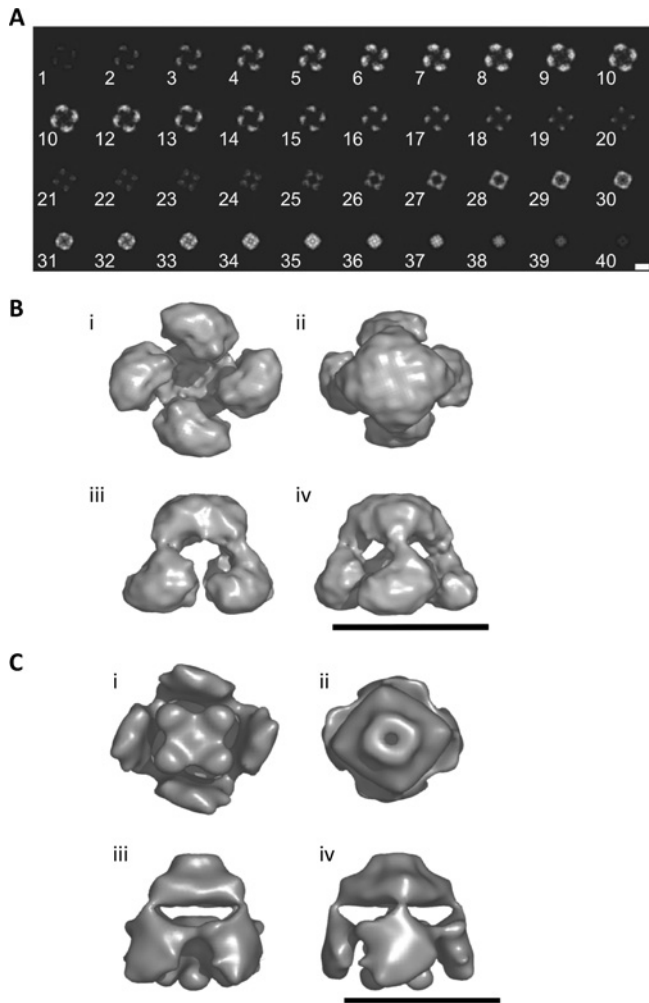 A
1 2 3 4 5 6 7 8 9 10
10 12 13 14 15 16 17 18 19 20
21 22 23 24 25 26 27 28 29 30
31 32 33 34 35 36 37 38 39 40
B
i ii
iii iv
C
i ii
iii iv